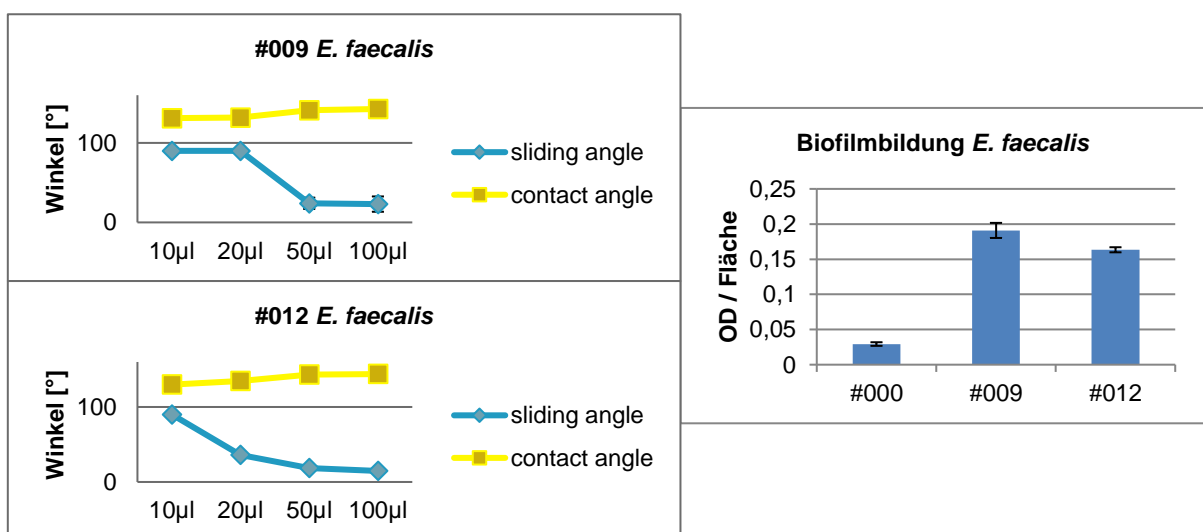 #009 E. faecalis
Winkel [°]
100
0
10µl 20µl 50µl 100µl
sliding angle
contact angle
#012 E. faecalis
Winkel [°]
100
0
10µl 20µl 50µl 100µl
sliding angle
contact angle
Biofilmbildung E. faecalis
OD / Fläche
0,25
0,2
0,15
0,1
0,05
0
#000 #009 #012